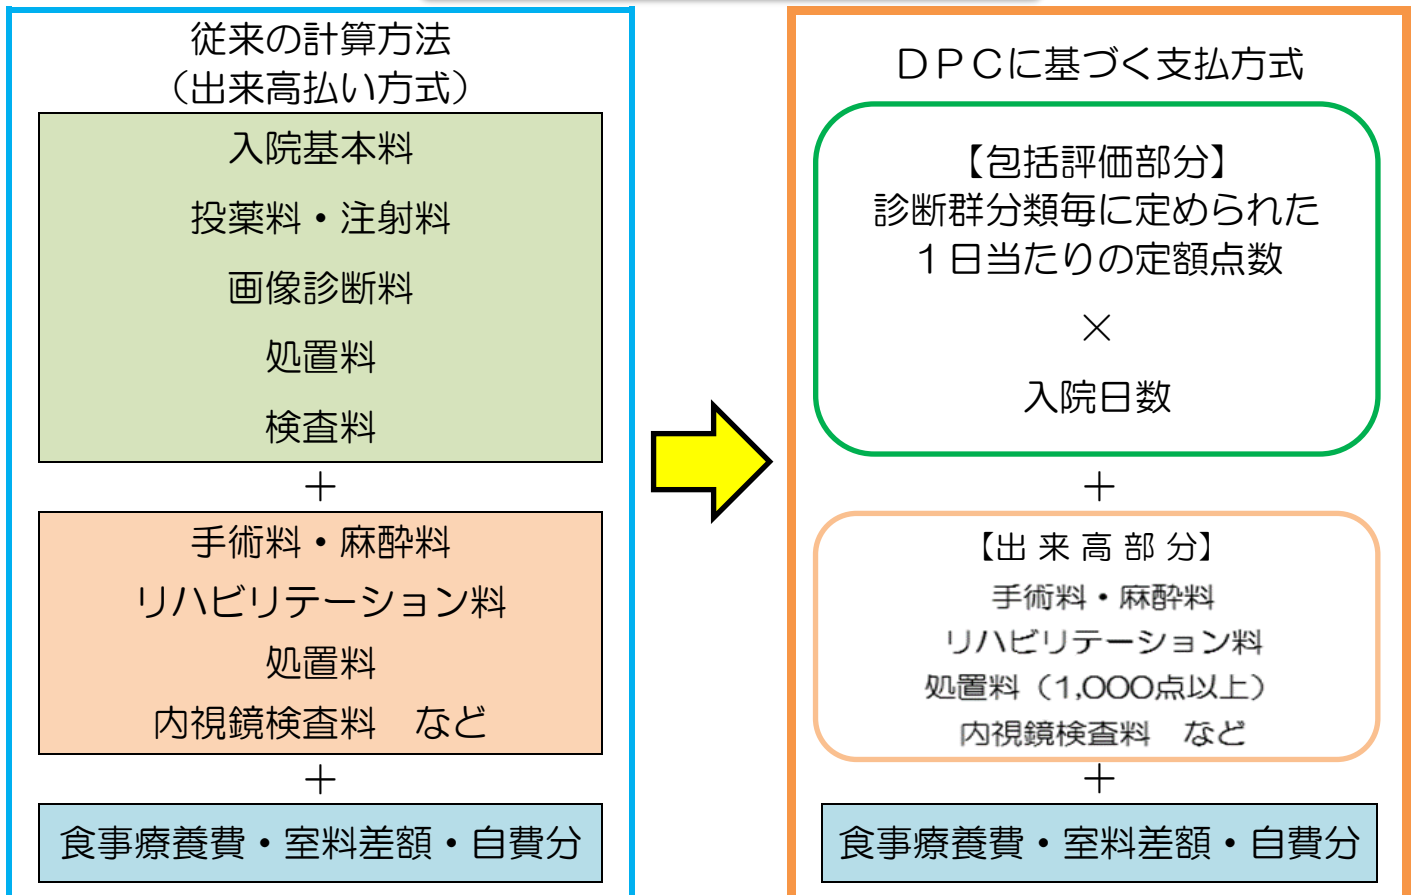 従来の計算方法
（出来高払い方式）
入院基本料
投薬料・注射料
画像診断料
処置料
検査料
＋
手術料・麻酔料
リハビリテーション料
処置料
内視鏡検査料　など
＋
食事療養費・室料差額・自費分
ＤＰＣに基づく支払方式
【包括評価部分】
診断群分類毎に定められた
１日当たりの定額点数
×
入院日数
＋
【出来高部分】
手術料・麻酔料
リハビリテーション料
処置料（1,000点以上）
内視鏡検査料　など
＋
食事療養費・室料差額・自費分